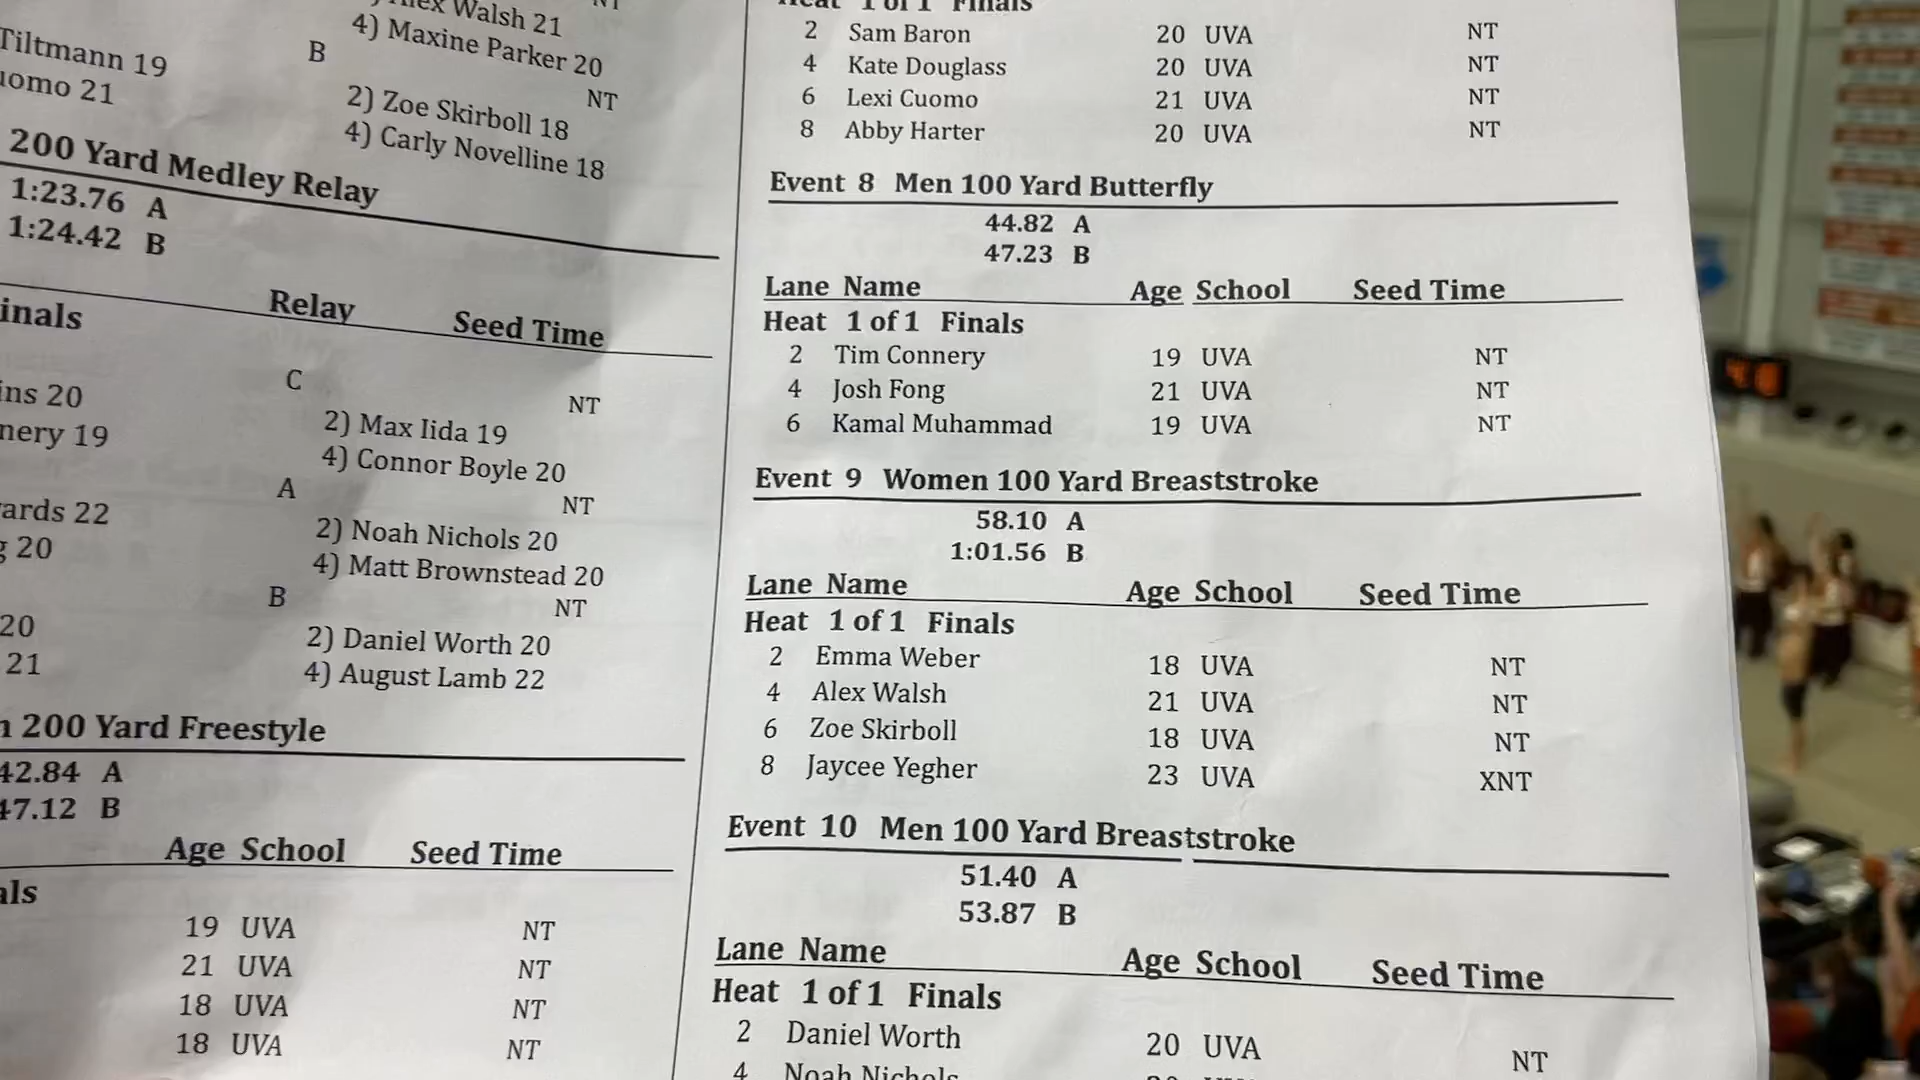 Alex Walsh 21
4) Maxine Parker 20
Tiltmann 19
B
NT
2) Zoe Skirboll 18
4) Carly Novelline 18
200 Yard Medley Relay
1:23.76 A
1:24.42 B
Relay Seed Time
C
NT
2) Max Iida 19
nery 19
4) Connor Boyle 20
A
NT
ards 22
2) Noah Nichols 20
20
4) Matt Brownstead 20
B
NT
20
2) Daniel Worth 20
21
4) August Lamb 22
200 Yard Freestyle
42.84 A
47.12 B
Age School Seed Time
19 UVA NT
21 UVA NT
18 UVA NT
18 UVA NT
Heat 1 of 1 Finals
2 Sam Baron 20 UVA NT
4 Kate Douglass 20 UVA NT
6 Lexi Cuomo 21 UVA NT
8 Abby Harter 20 UVA NT
Event 8 Men 100 Yard Butterfly
44.82 A
47.23 B
Lane Name Age School Seed Time
Heat 1 of 1 Finals
2 Tim Connery 19 UVA NT
4 Josh Fong 21 UVA NT
6 Kamal Muhammad 19 UVA NT
Event 9 Women 100 Yard Breaststroke
58.10 A
1:01.56 B
Lane Name Age School Seed Time
Heat 1 of 1 Finals
2 Emma Weber 18 UVA NT
4 Alex Walsh 21 UVA NT
6 Zoe Skirboll 18 UVA NT
8 Jaycee Yegher 23 UVA XNT
Event 10 Men 100 Yard Breaststroke
51.40 A
53.87 B
Lane Name Age School Seed Time
Heat 1 of 1 Finals
2 Daniel Worth 20 UVA NT
4 Noah Nichols